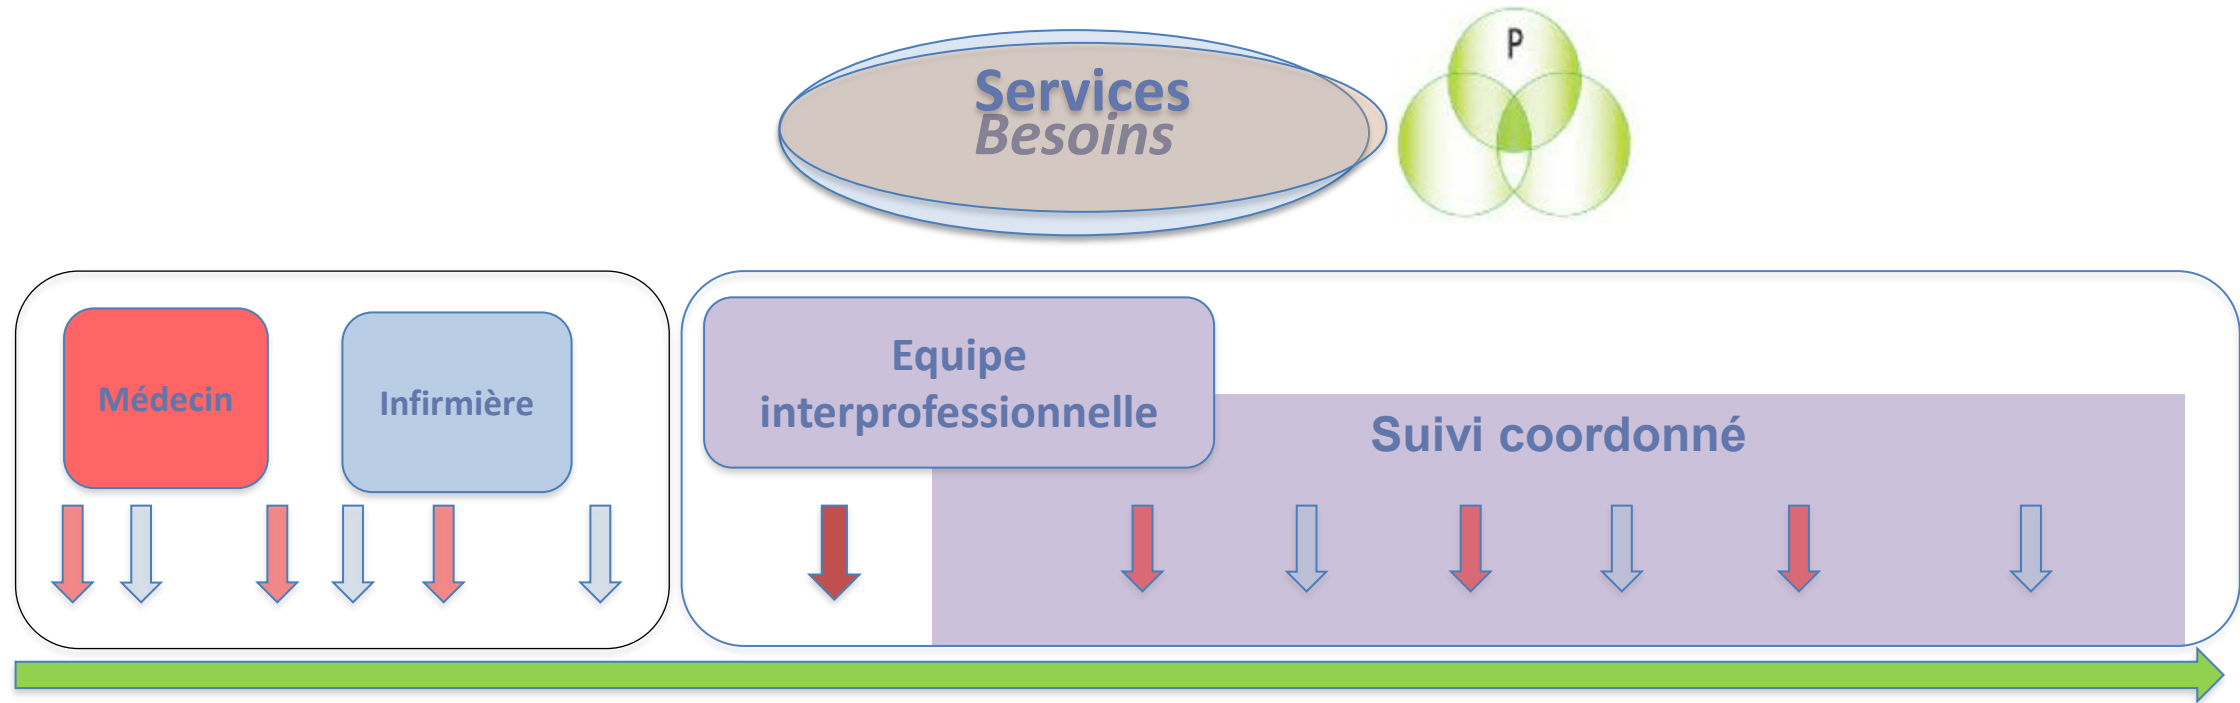 Services
Besoins
P
Médecin
Infirmière
Equipe
interprofessionnelle
Suivi coordonné